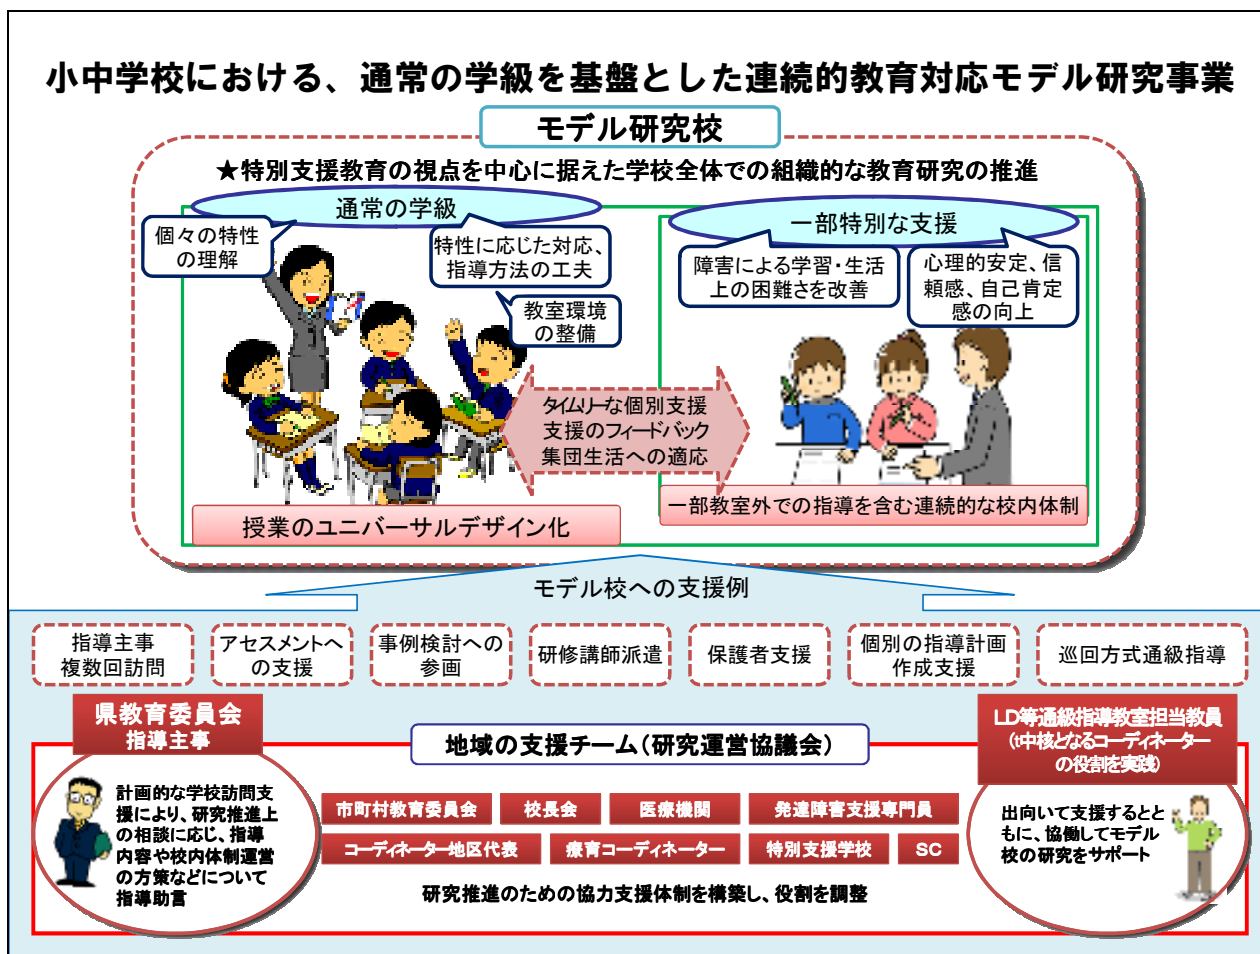 小中学校における、通常の学級を基盤とした連続的教育対応モデル研究事業
モデル研究校
★特別支援教育の視点を中心に据えた学校全体での組織的な教育研究の推進
通常の学級
個々の特性
の理解
特性に応じた対応、
指導方法の工夫
教室環境
の整備
一部特別な支援
障害による学習・生活
上の困難さを改善
心理的安定、信
頼感、自己肯定
感の向上
タイムリーな個別支援
支援のフィードバック
集団生活への適応
授業のユニバーサルデザイン化
一部教室外での指導を含む連続的な校内体制
モデル校への支援例
指導主事
複数回訪問
アセスメントへ
の支援
事例検討への
参画
研修講師派遣
保護者支援
個別の指導計画
作成支援
巡回方式通級指導
県教育委員会
指導主事
計画的な学校訪問支
援により、研究推進上
の相談に応じ、指導
内容や校内体制運営
の方策などについて
指導助言
地域の支援チーム(研究運営協議会)
市町村教育委員会
校長会
医療機関
発達障害支援専門員
コーディネーター地区代表
療育コーディネーター
特別支援学校
SC
研究推進のための協力支援体制を構築し、役割を調整
LD等通級指導教室担当教員
(t中核となるコーディネーター
の役割を実践)
出向いて支援するとと
もに、協働してモデル
校の研究をサポート